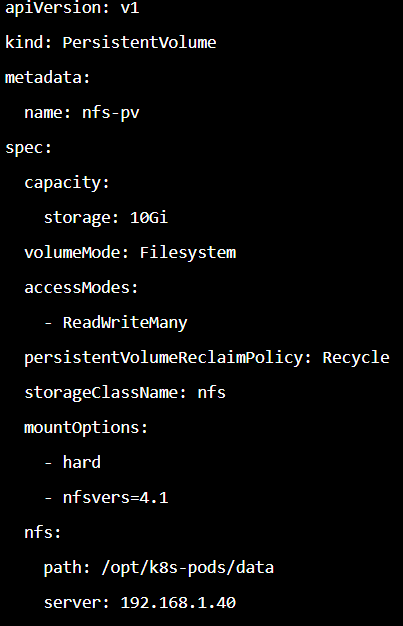 apiVersion: v1
kind: PersistentVolume
metadata:
  name: nfs-pv
spec:
  capacity:
    storage: 10Gi
  volumeMode: Filesystem
  accessModes:
    - ReadWriteMany
  persistentVolumeReclaimPolicy: Recycle
  storageClassName: nfs
  mountOptions:
    - hard
    - nfsvers=4.1
  nfs:
    path: /opt/k8s-pods/data
    server: 192.168.1.40